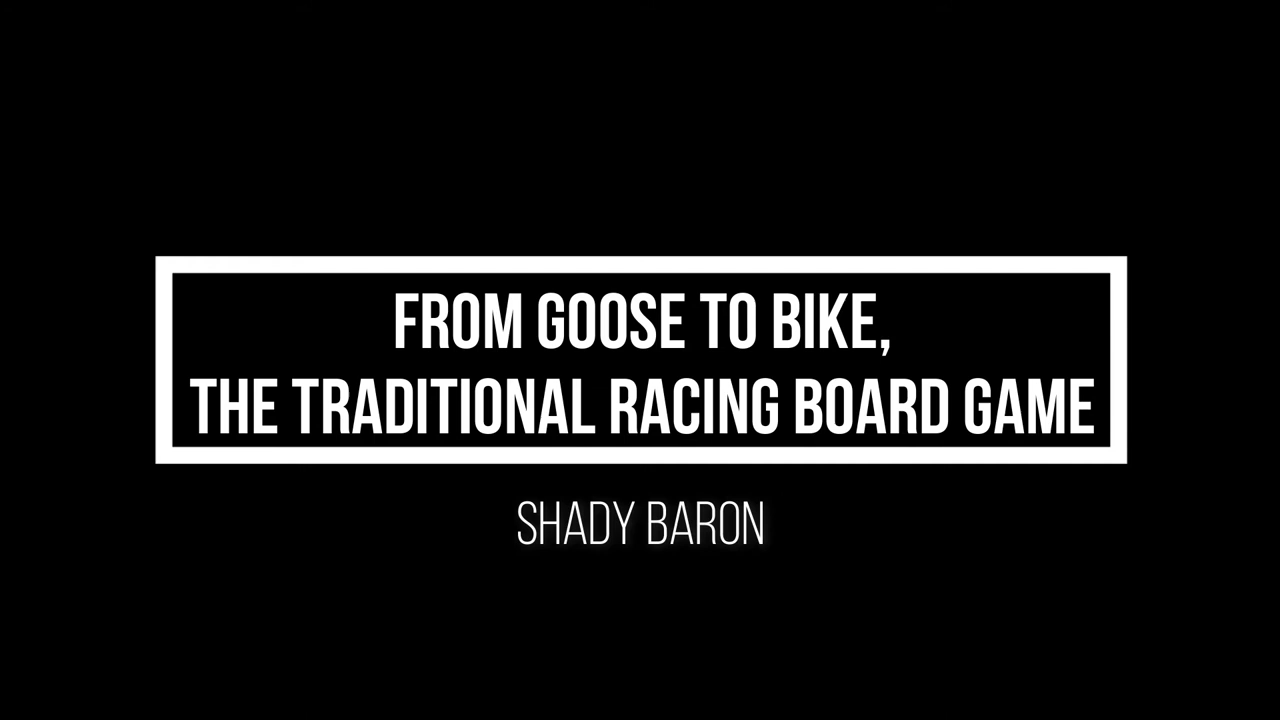 FROM GOOSE TO BIKE,
THE TRADITIONAL RACING BOARD GAME
SHADY BARON